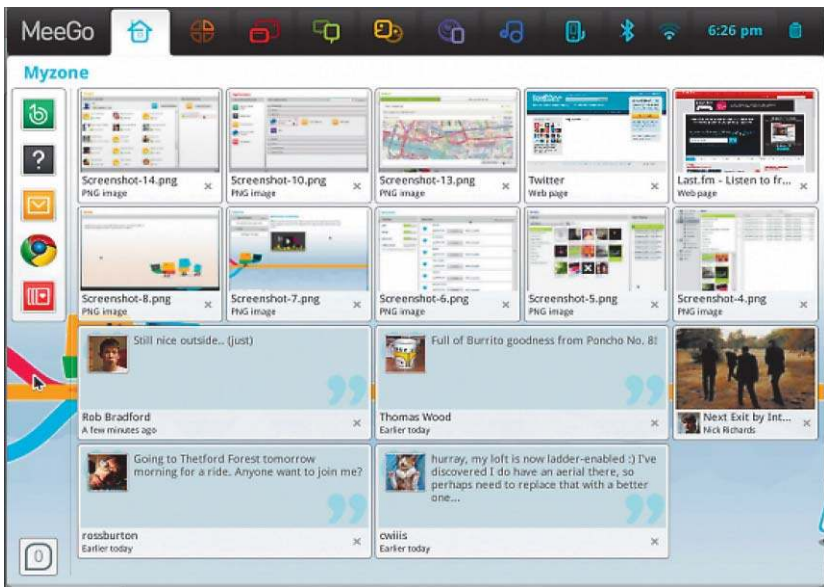 MeeGo
6:26 pm
Myzone
Screenshot-14.png
PNG image
Screenshot-10.png
PNG image
Screenshot-13.png
PNG image
Twitter
Web page
Last.fm - Listen to fr...
Web page
Screenshot-8.png
PNG image
Screenshot-7.png
PNG image
Screenshot-6.png
PNG image
Screenshot-5.png
PNG image
Screenshot-4.png
PNG image
Still nice outside.. (just)
Rob Bradford
A few minutes ago
Full of Burrito goodness from Poncho No. 8!
Thomas Wood
Earlier today
Next Exit by Int...
Nick Richards
Going to Thetford Forest tomorrow
morning for a ride. Anyone want to join me?
rossburton
Earlier today
hurray, my loft is now ladder-enabled :) I've
discovered I do have an aerial there, so
perhaps need to replace that with a better
one...
cwiiis
Earlier today
0